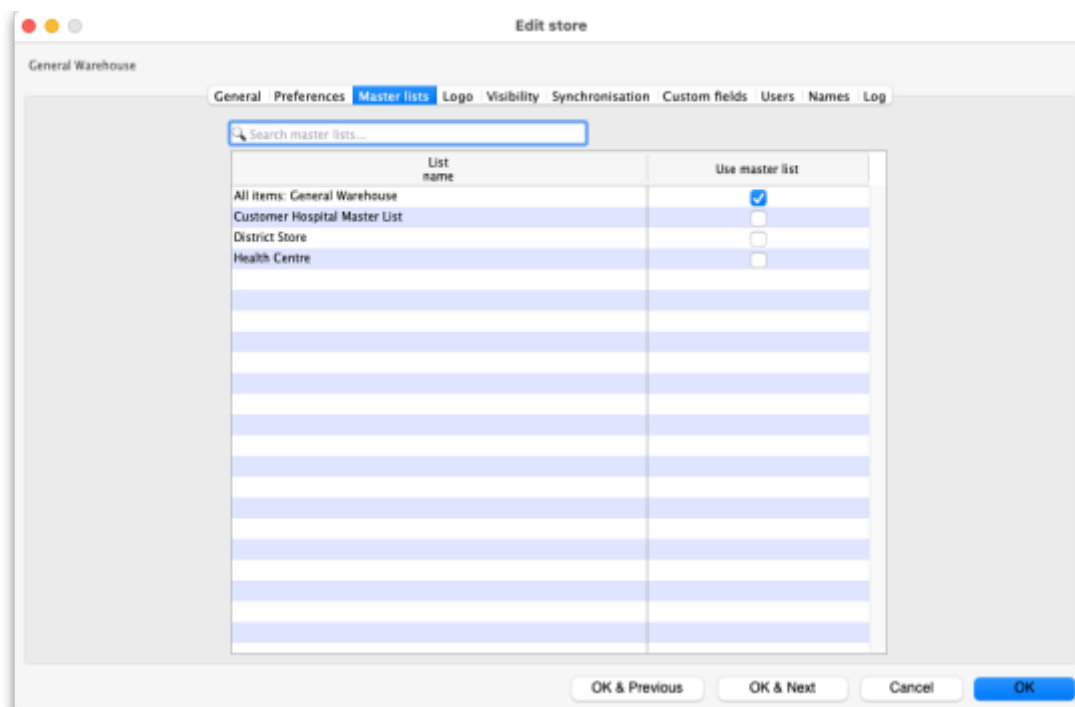 Edit store
General Warehouse
General Preferences Master lists Logo Visibility Synchronisation Custom fields Users Names Log
Search master lists...
List
name
Use master list
All items: General Warehouse
Customer Hospital Master List
District Store
Health Centre
OK & Previous OK & Next Cancel OK